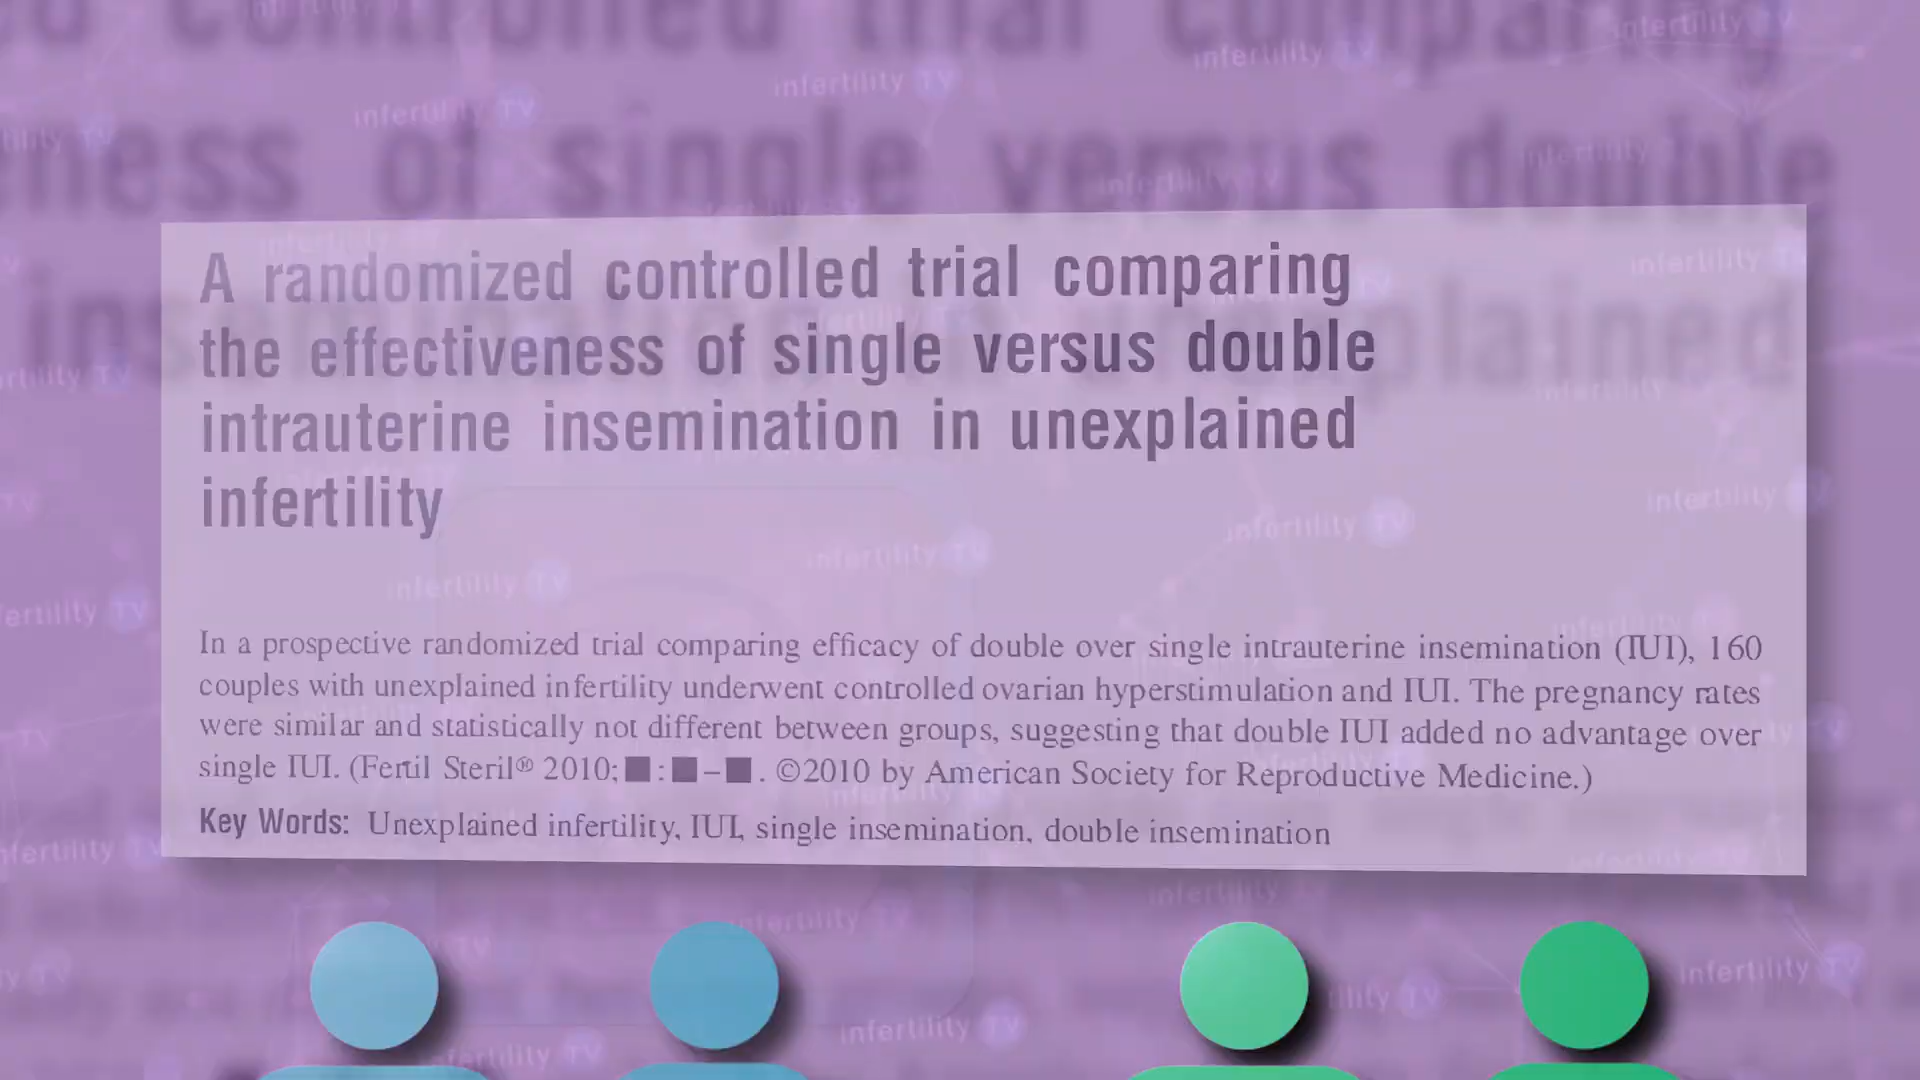 A randomized controlled trial comparing
the effectiveness of single versus double
intrauterine insemination in unexplained
infertility
In a prospective randomized trial comparing efficacy of double over single intrauterine insemination (IUI), 160
couples with unexplained infertility underwent controlled ovarian hyperstimulation and IUI. The pregnancy rates
were similar and statistically not different between groups, suggesting that double IUI added no advantage over
single IUI. (Fertil Steril® 2010;■:■–■. ©2010 by American Society for Reproductive Medicine.)
Key Words: Unexplained infertility, IUI, single insemination, double insemination